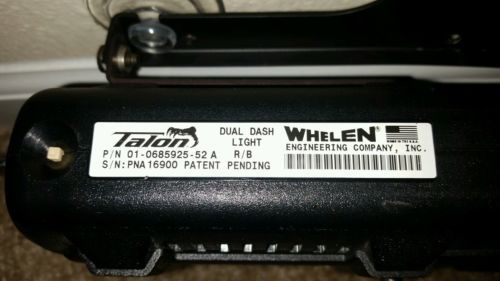 Talon DUAL DASH LIGHT WHELEN®
ENGINEERING COMPANY, INC.
P/N 01-0685925-52 A R/B
S/N: PNA16900 PATENT PENDING